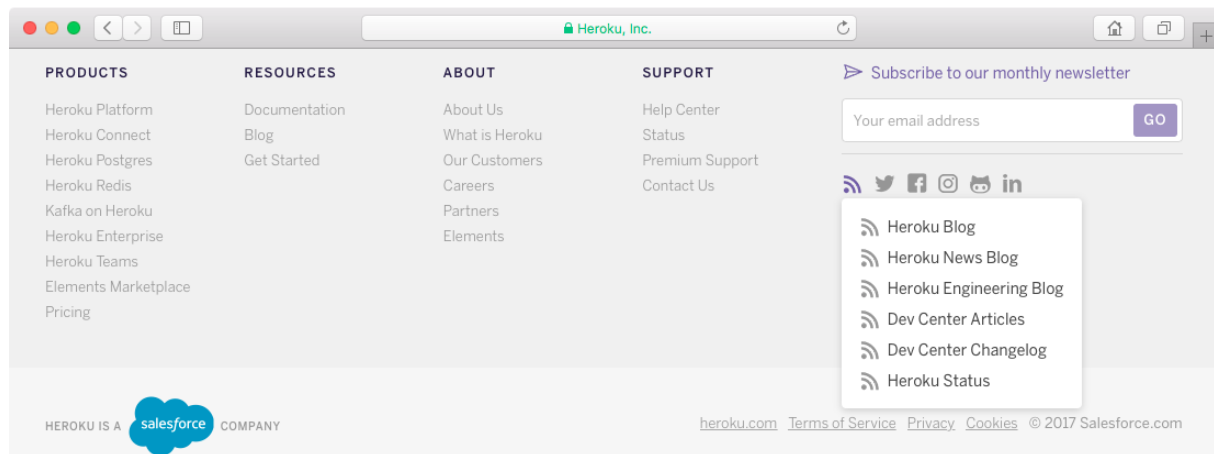 Heroku, Inc.
PRODUCTS
Heroku Platform
Heroku Connect
Heroku Postgres
Heroku Redis
Kafka on Heroku
Heroku Enterprise
Heroku Teams
Elements Marketplace
Pricing
RESOURCES
Documentation
Blog
Get Started
ABOUT
About Us
What is Heroku
Our Customers
Careers
Partners
Elements
SUPPORT
Help Center
Status
Premium Support
Contact Us
Subscribe to our monthly newsletter
Your email address GO
in
Heroku Blog
Heroku News Blog
Heroku Engineering Blog
Dev Center Articles
Dev Center Changelog
Heroku Status
HEROKU IS A salesforce COMPANY
heroku.com Terms of Service Privacy Cookies © 2017 Salesforce.com